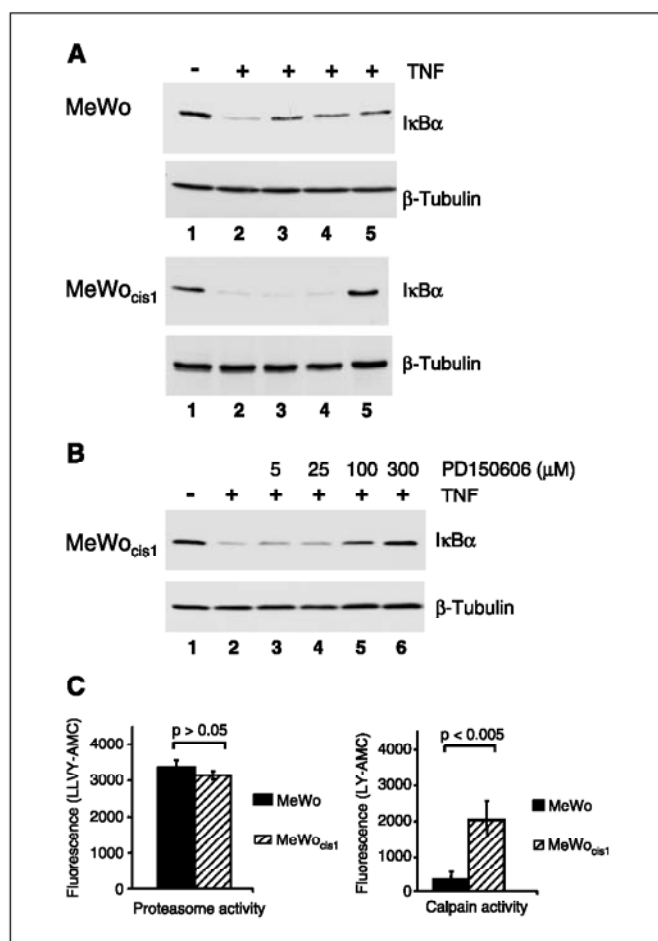 A
- + + + + TNF
MeWo
IκBα
β-Tubulin
1 2 3 4 5
MeWocis1
IκBα
β-Tubulin
1 2 3 4 5
B
5 25 100 300 PD150606 (μM)
- + + + + + TNF
MeWocis1
IκBα
β-Tubulin
1 2 3 4 5 6
C
p > 0.05
Fluorescence (LLVY-AMC)
4000
3000
2000
1000
0
MeWo
MeWocis1
Proteasome activity
p < 0.005
Fluorescence (LY-AMC)
4000
3000
2000
1000
0
MeWo
MeWocis1
Calpain activity